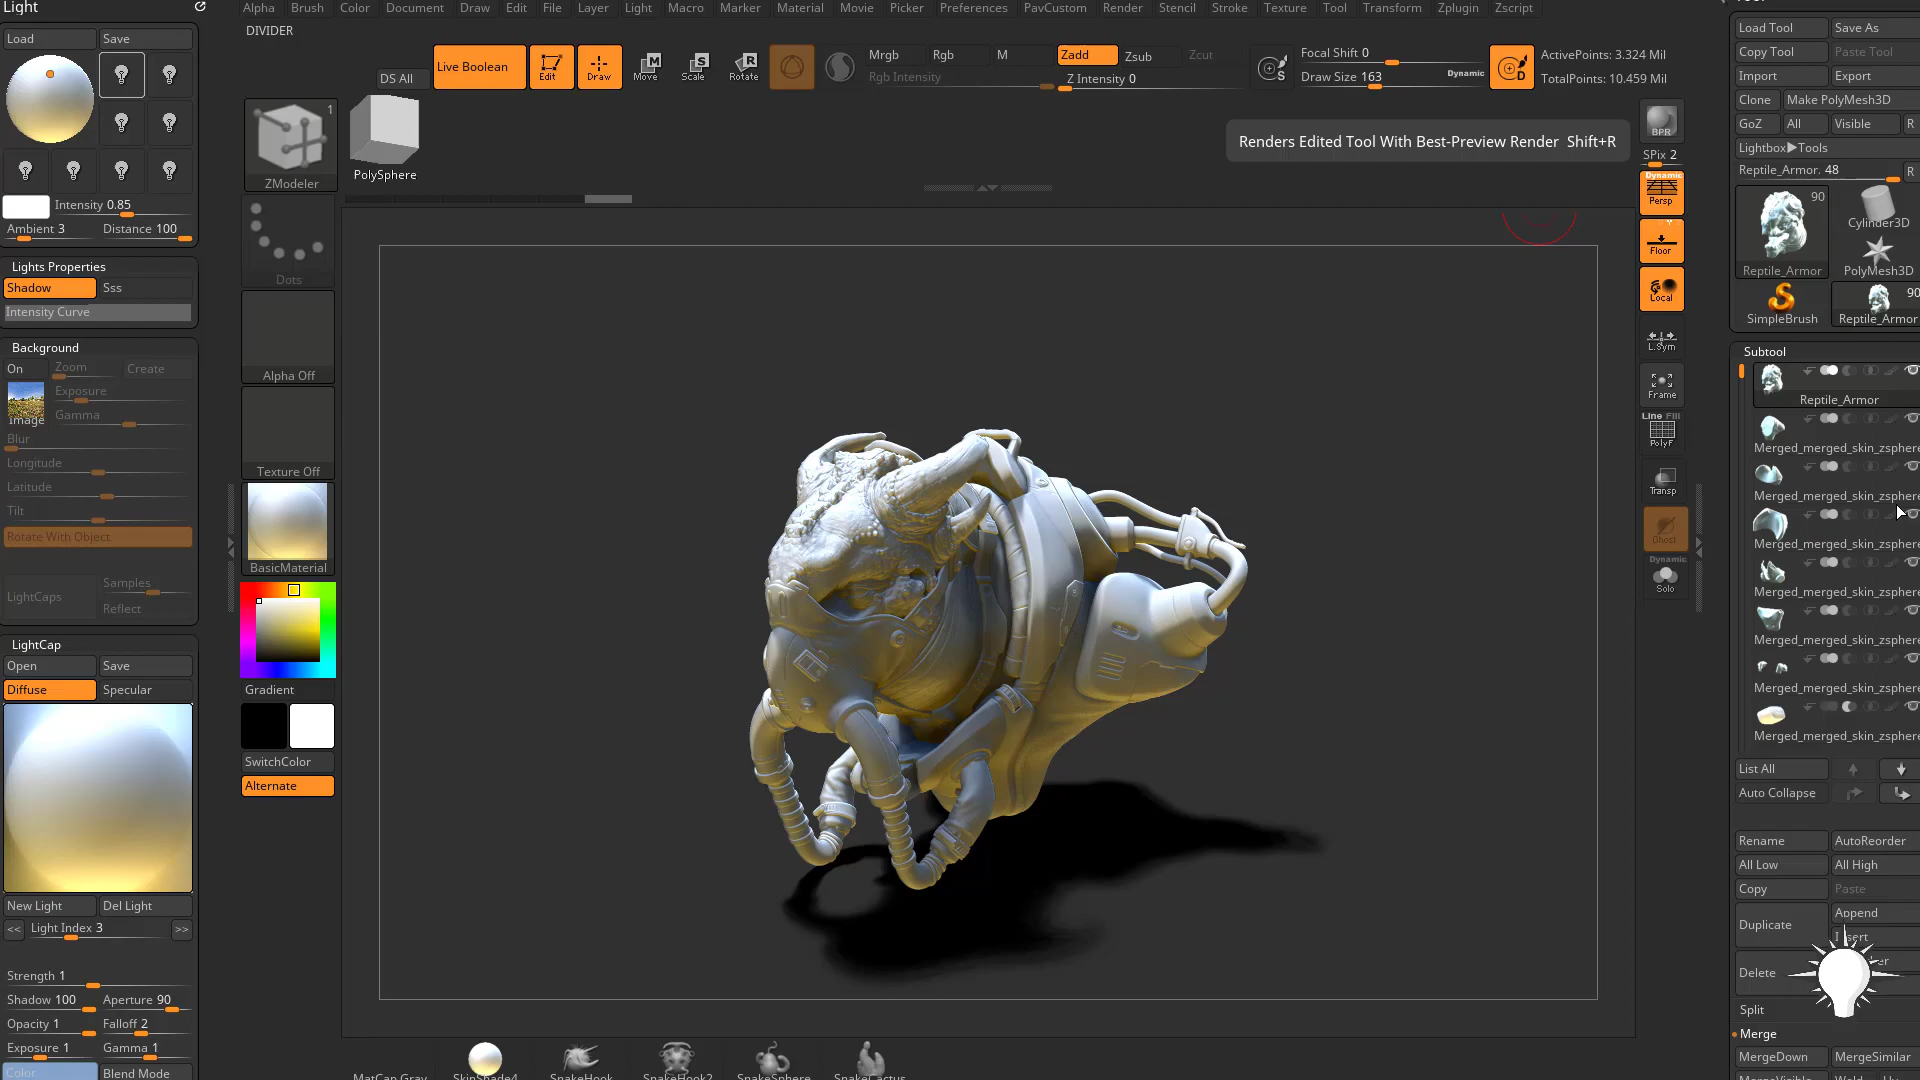 Light
Alpha Brush Color Document Draw Edit File Layer Light Macro Marker Material Movie Picker Preferences PavCustom Render Stencil Stroke Texture Tool Transform Zplugin Zscript
DIVIDER
Load Save
Intensity 0.85
Ambient 3 Distance 100
Lights Properties
Shadow Sss
Intensity Curve
Background
On Zoom Create
Exposure
Image Gamma
Blur
Longitude
Latitude
Tilt
Rotate With Object
LightCaps Samples
Reflect
LightCap
Open Save
Diffuse Specular
New Light Del Light
<< Light Index 3 >>
Strength 1
Shadow 100 Aperture 90
Opacity 1 Falloff 2
Exposure 1 Gamma 1
Color Blend Mode
DS All Live Boolean Edit Draw Move Scale Rotate
M S R
Mrgb Rgb M Zadd Zsub Zcut
Rgb Intensity Z Intensity 0
S Focal Shift 0
Draw Size 163 Dynamic D
ActivePoints: 3.324 Mil
TotalPoints: 10.459 Mil
1
ZModeler
PolySphere
Dots
Alpha Off
Texture Off
BasicMaterial
Gradient
SwitchColor
Alternate
Renders Edited Tool With Best-Preview Render Shift+R
BPR
SPix 2
Dynamic
Persp
Floor
Local
L.Sym
Frame
Line Fill
PolyF
Transp
Ghost
Dynamic
Solo
MatCap Gray SkinShade4 SnakeHook SnakeHook2 SnakeSphere SnakeCactus
Load Tool Save As
Copy Tool Paste Tool
Import Export
Clone Make PolyMesh3D
GoZ All Visible R
Lightbox▶Tools
Reptile_Armor. 48 R
90
Cylinder3D
Reptile_Armor PolyMesh3D
90
SimpleBrush Reptile_Armor
Subtool
Reptile_Armor
Merged_merged_skin_zsphere
Merged_merged_skin_zsphere
Merged_merged_skin_zsphere
Merged_merged_skin_zsphere
Merged_merged_skin_zsphere
Merged_merged_skin_zsphere
Merged_merged_skin_zsphere
List All
Auto Collapse
Rename AutoReorder
All Low All High
Copy Paste
Duplicate Append
Delete
Split
Merge
MergeDown MergeSimilar